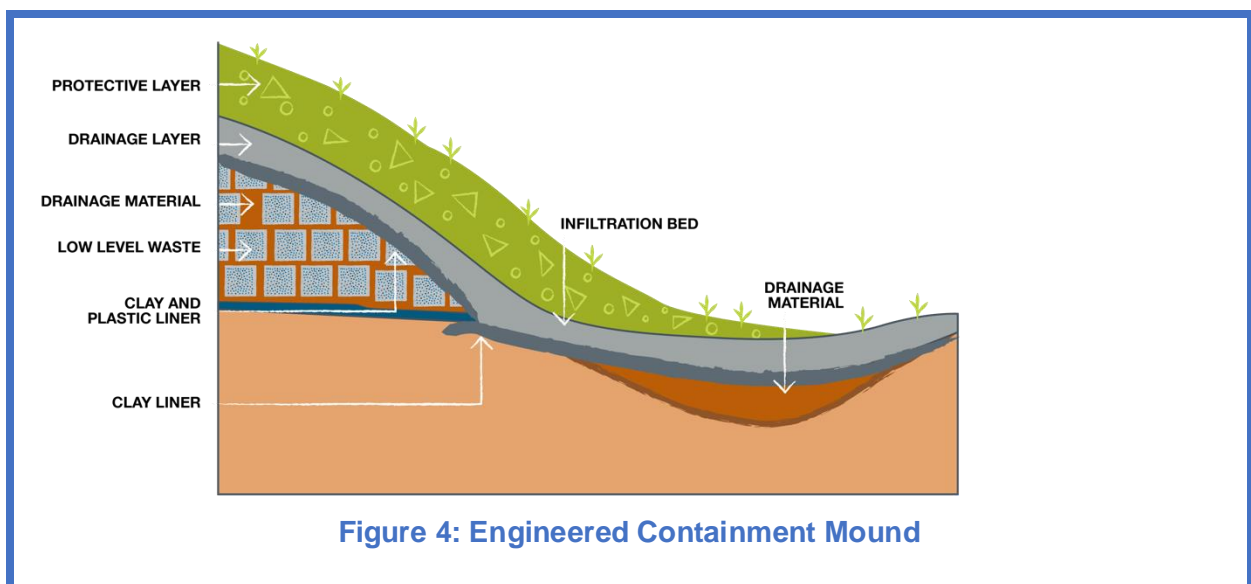 PROTECTIVE LAYER
DRAINAGE LAYER
DRAINAGE MATERIAL
LOW LEVEL WASTE
CLAY AND
PLASTIC LINER
CLAY LINER
INFILTRATION BED
DRAINAGE
MATERIAL
Figure 4: Engineered Containment Mound